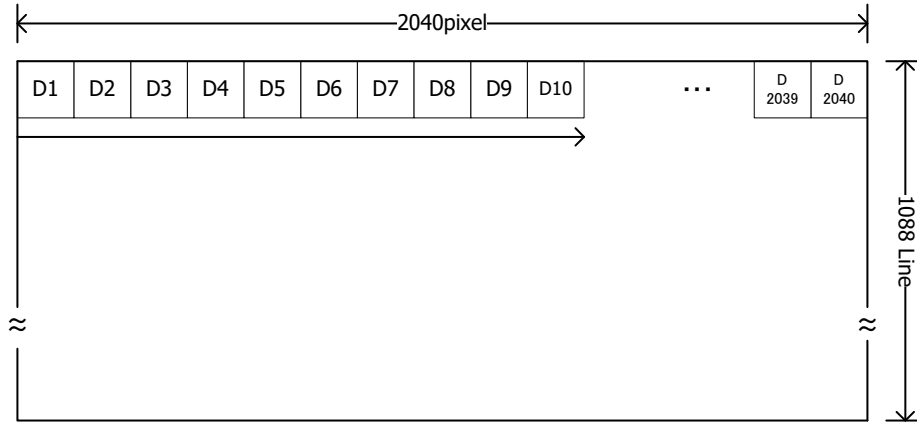 2040pixel
D1 D2 D3 D4 D5 D6 D7 D8 D9 D10 ... D 2039 D 2040
1088 Line
≈ ≈